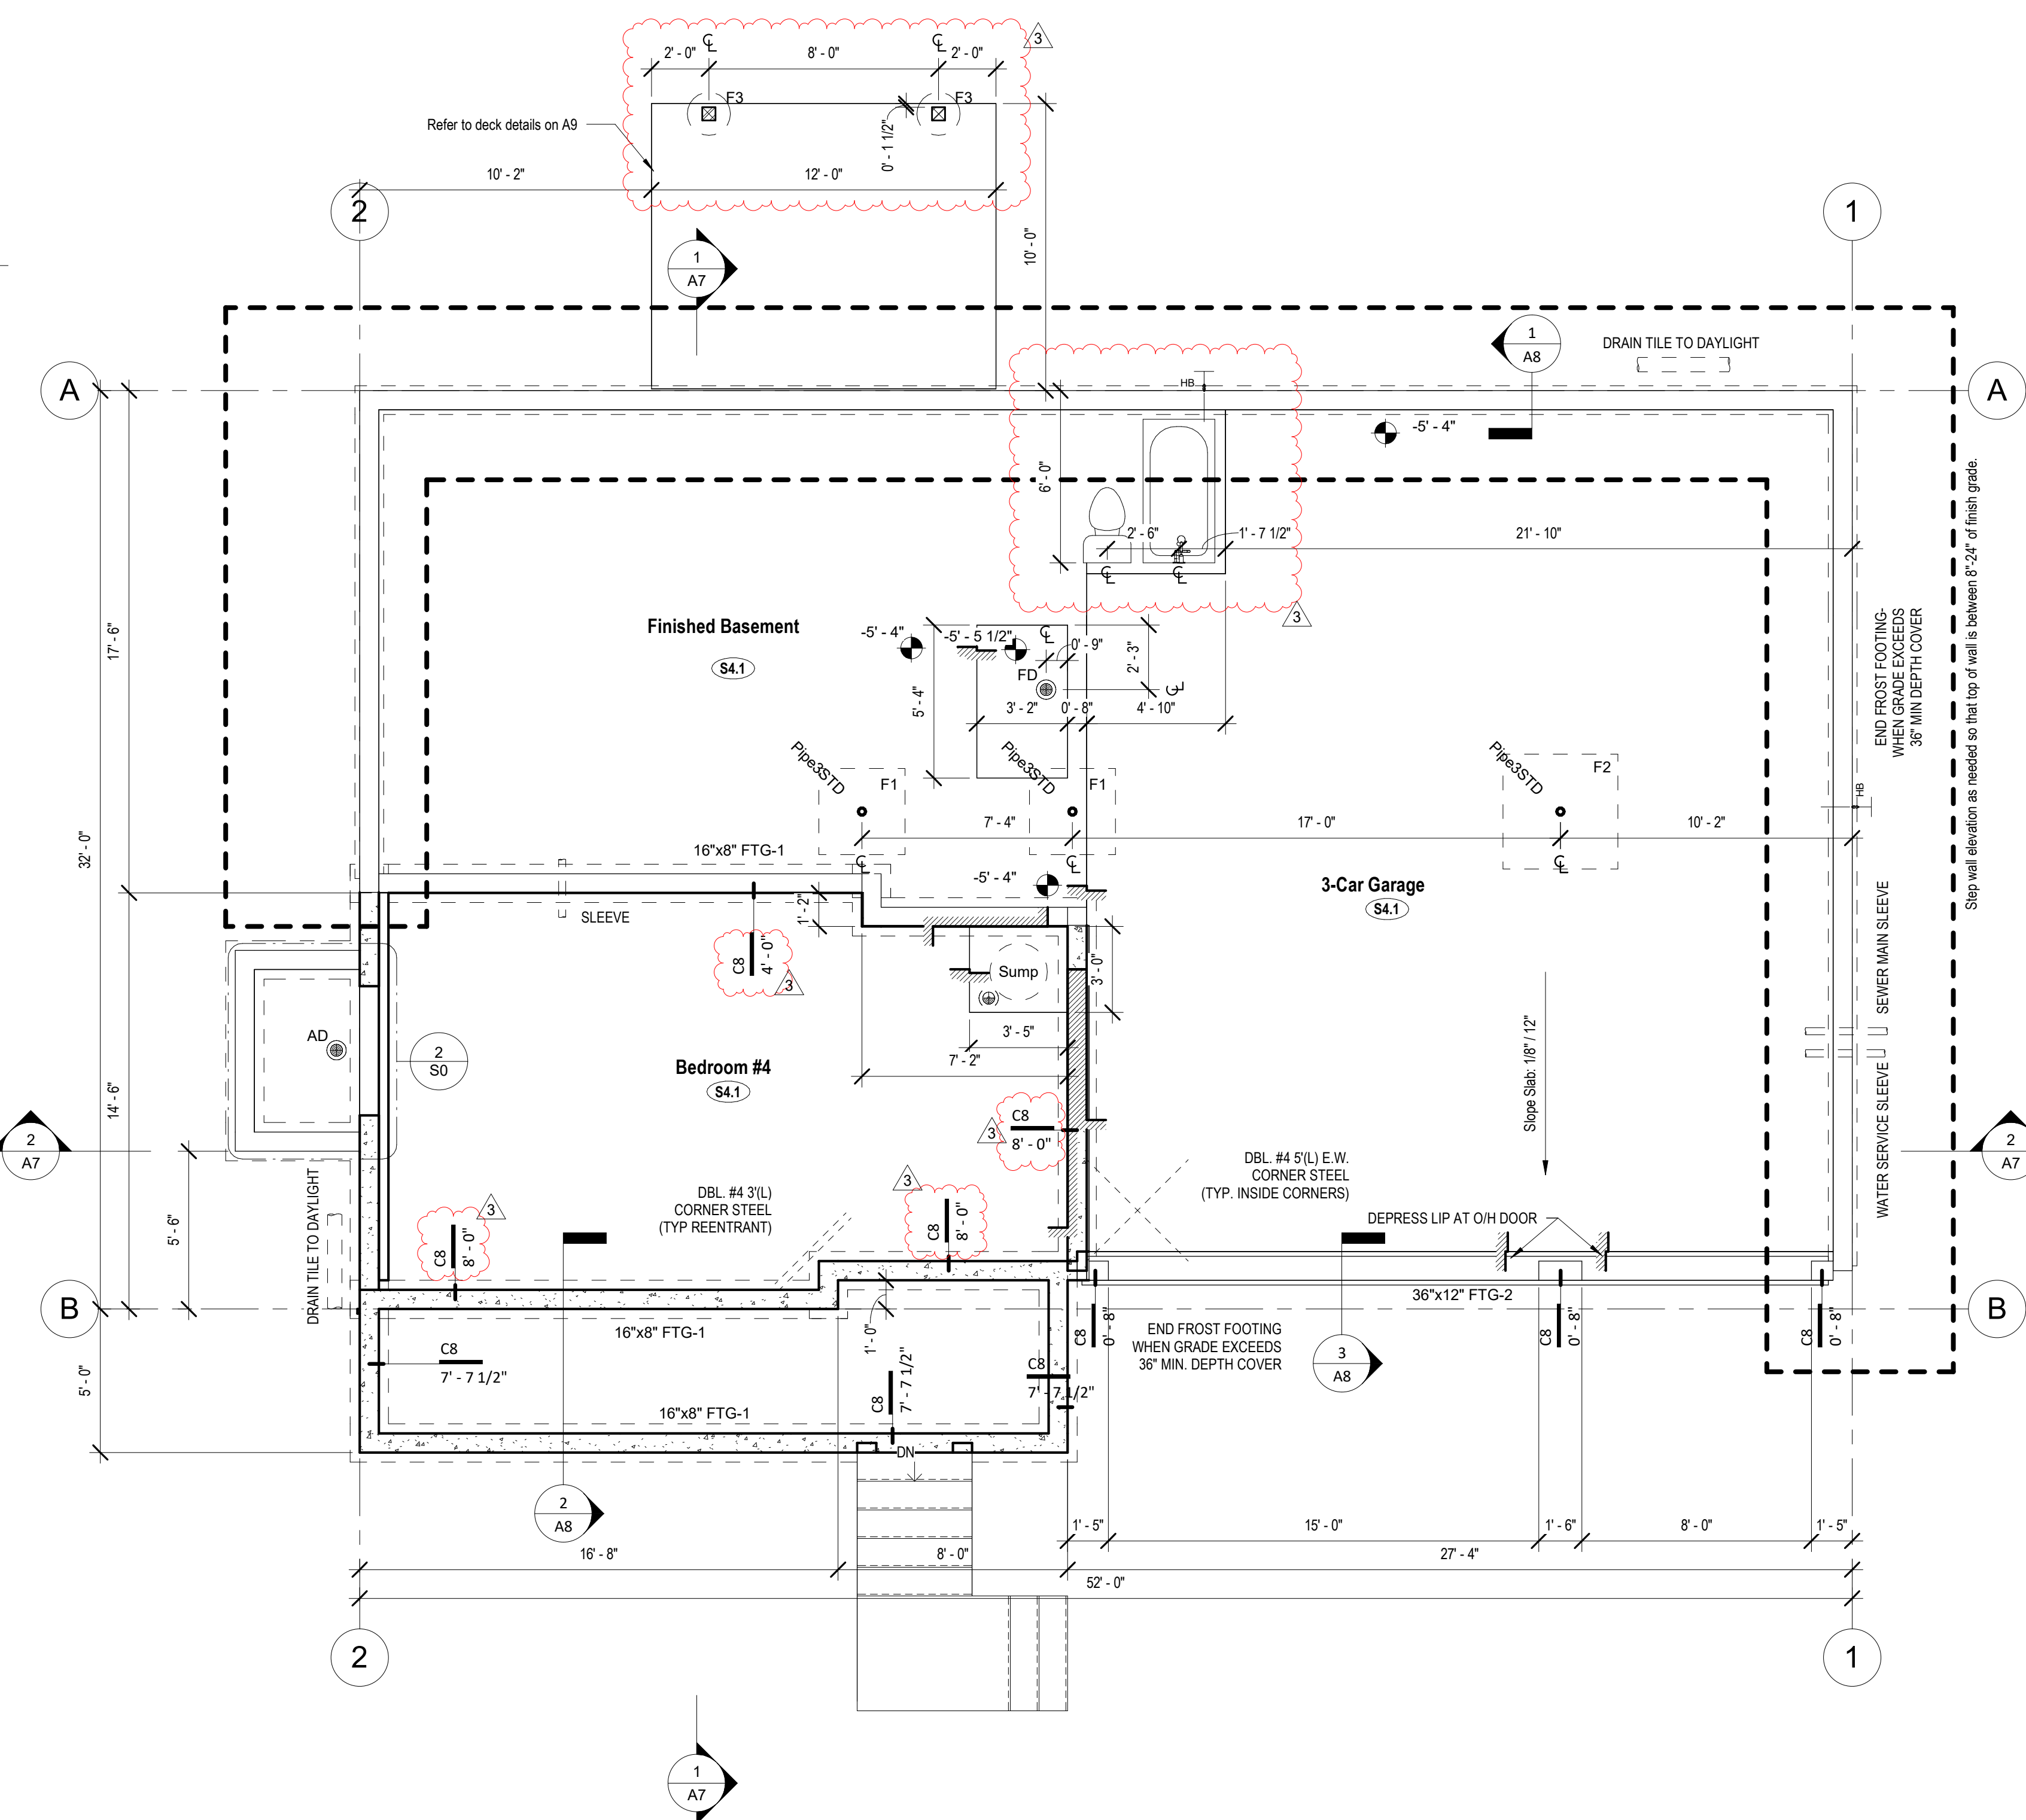 3
2' - 0"
8' - 0"
2' - 0"
F3
F3
Refer to deck details on A9
0' - 1 1/2"
10' - 2"
12' - 0"
2
1
10' - 0"
1
A7
1
A8
DRAIN TILE TO DAYLIGHT
A
A
HB
-5' - 4"
6' - 0"
2' - 6"
1' - 7 1/2"
21' - 10"
Step wall elevation as needed so that top of wall is between 8"-24" of finish grade.
3
17' - 6"
Finished Basement
S4.1
-5' - 4"
-5' - 5 1/2"
0' - 9"
2' - 3"
FD
5' - 4"
3' - 2"
0' - 8"
4' - 10"
END FROST FOOTING-
WHEN GRADE EXCEEDS
36" MIN DEPTH COVER
Pipe3STD
F1
Pipe3STD
F1
Pipe3STD
F2
HB
7' - 4"
17' - 0"
10' - 2"
32' - 0"
16"x8" FTG-1
-5' - 4"
3-Car Garage
S4.1
SLEEVE
1' - 2"
C8
4' - 0"
3
Sump
3' - 0"
SEWER MAIN SLEEVE
3' - 5"
7' - 2"
AD
2
S0
Bedroom #4
S4.1
14' - 6"
Slope Slab: 1/8" / 12"
WATER SERVICE SLEEVE
C8
8' - 0"
3
2
A7
2
A7
DBL. #4 5'(L) E.W.
CORNER STEEL
(TYP. INSIDE CORNERS)
DBL. #4 3'(L)
CORNER STEEL
(TYP REENTRANT)
3
C8
8' - 0"
3
C8
8' - 0"
DEPRESS LIP AT O/H DOOR
5' - 6"
DRAIN TILE TO DAYLIGHT
B
B
36"x12" FTG-2
16"x8" FTG-1
1' - 0"
END FROST FOOTING
WHEN GRADE EXCEEDS
36" MIN. DEPTH COVER
C8
0' - 8"
C8
0' - 8"
C8
0' - 8"
3
A8
C8
7' - 7 1/2"
C8
7' - 7 1/2"
C8
7' - 7 1/2"
5' - 0"
16"x8" FTG-1
DN
2
A8
1' - 5"
15' - 0"
1' - 6"
8' - 0"
1' - 5"
16' - 8"
8' - 0"
27' - 4"
52' - 0"
2
1
1
A7